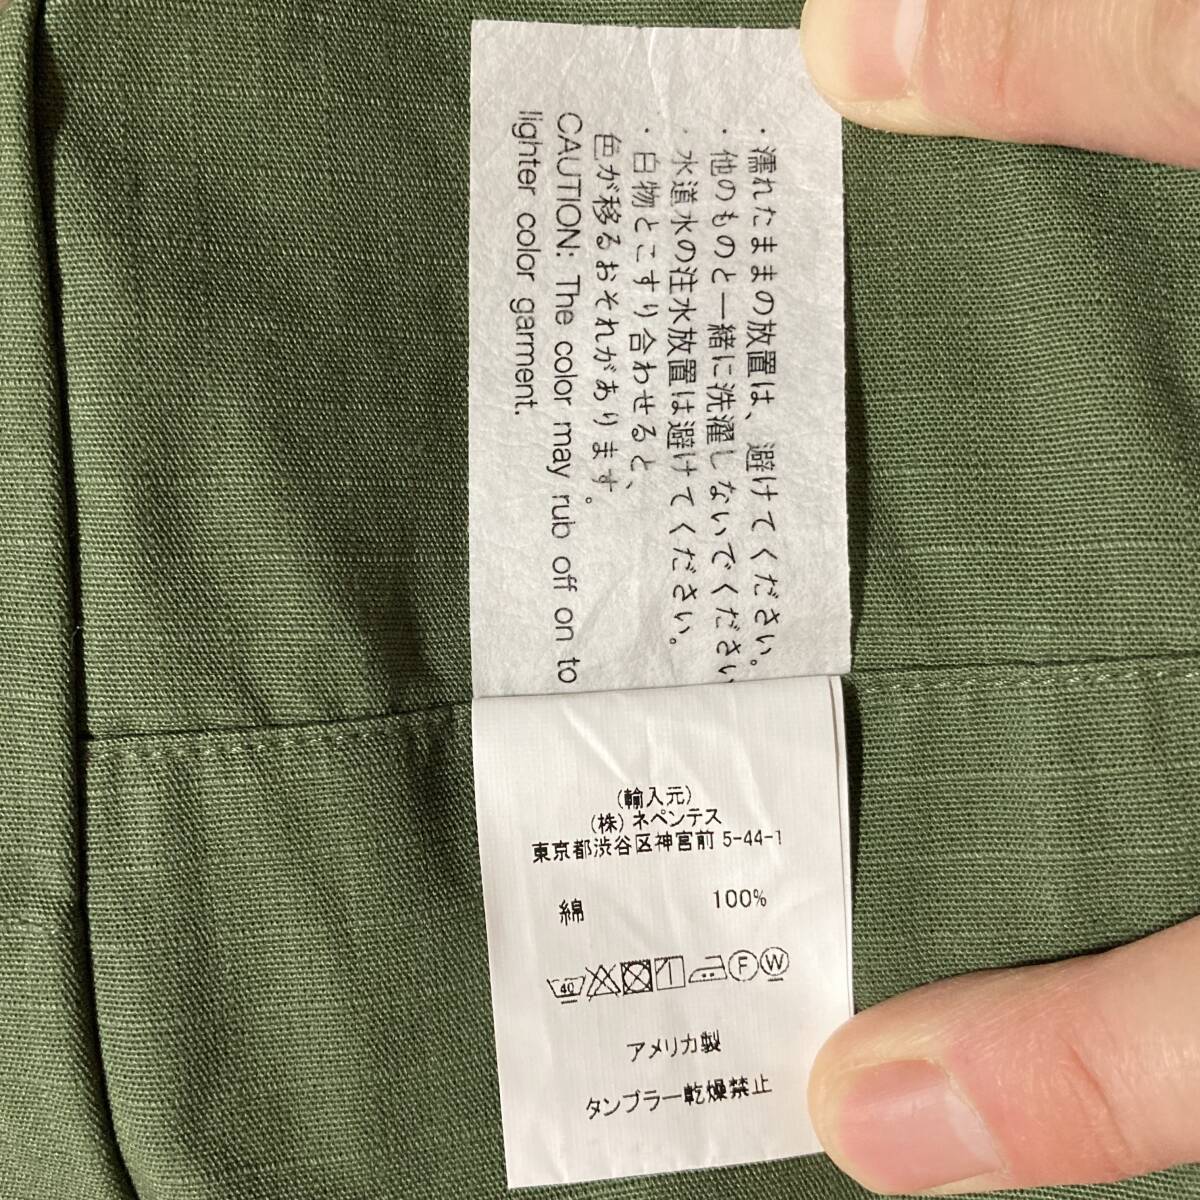 ・濡れたままの放置は、避けてください。
・他のものと一緒に洗濯しないでください
・水道水の注水放置は避けてください。
・白物とこすり合わせると、
色が移るおそれがあります。
CAUTION: The color may rub off on to
lighter color garment.
(輸入元)
(株) ネペンテス
東京都渋谷区神宮前 5-44-1
綿 100%
40 F W
アメリカ製
タンブラー乾燥禁止